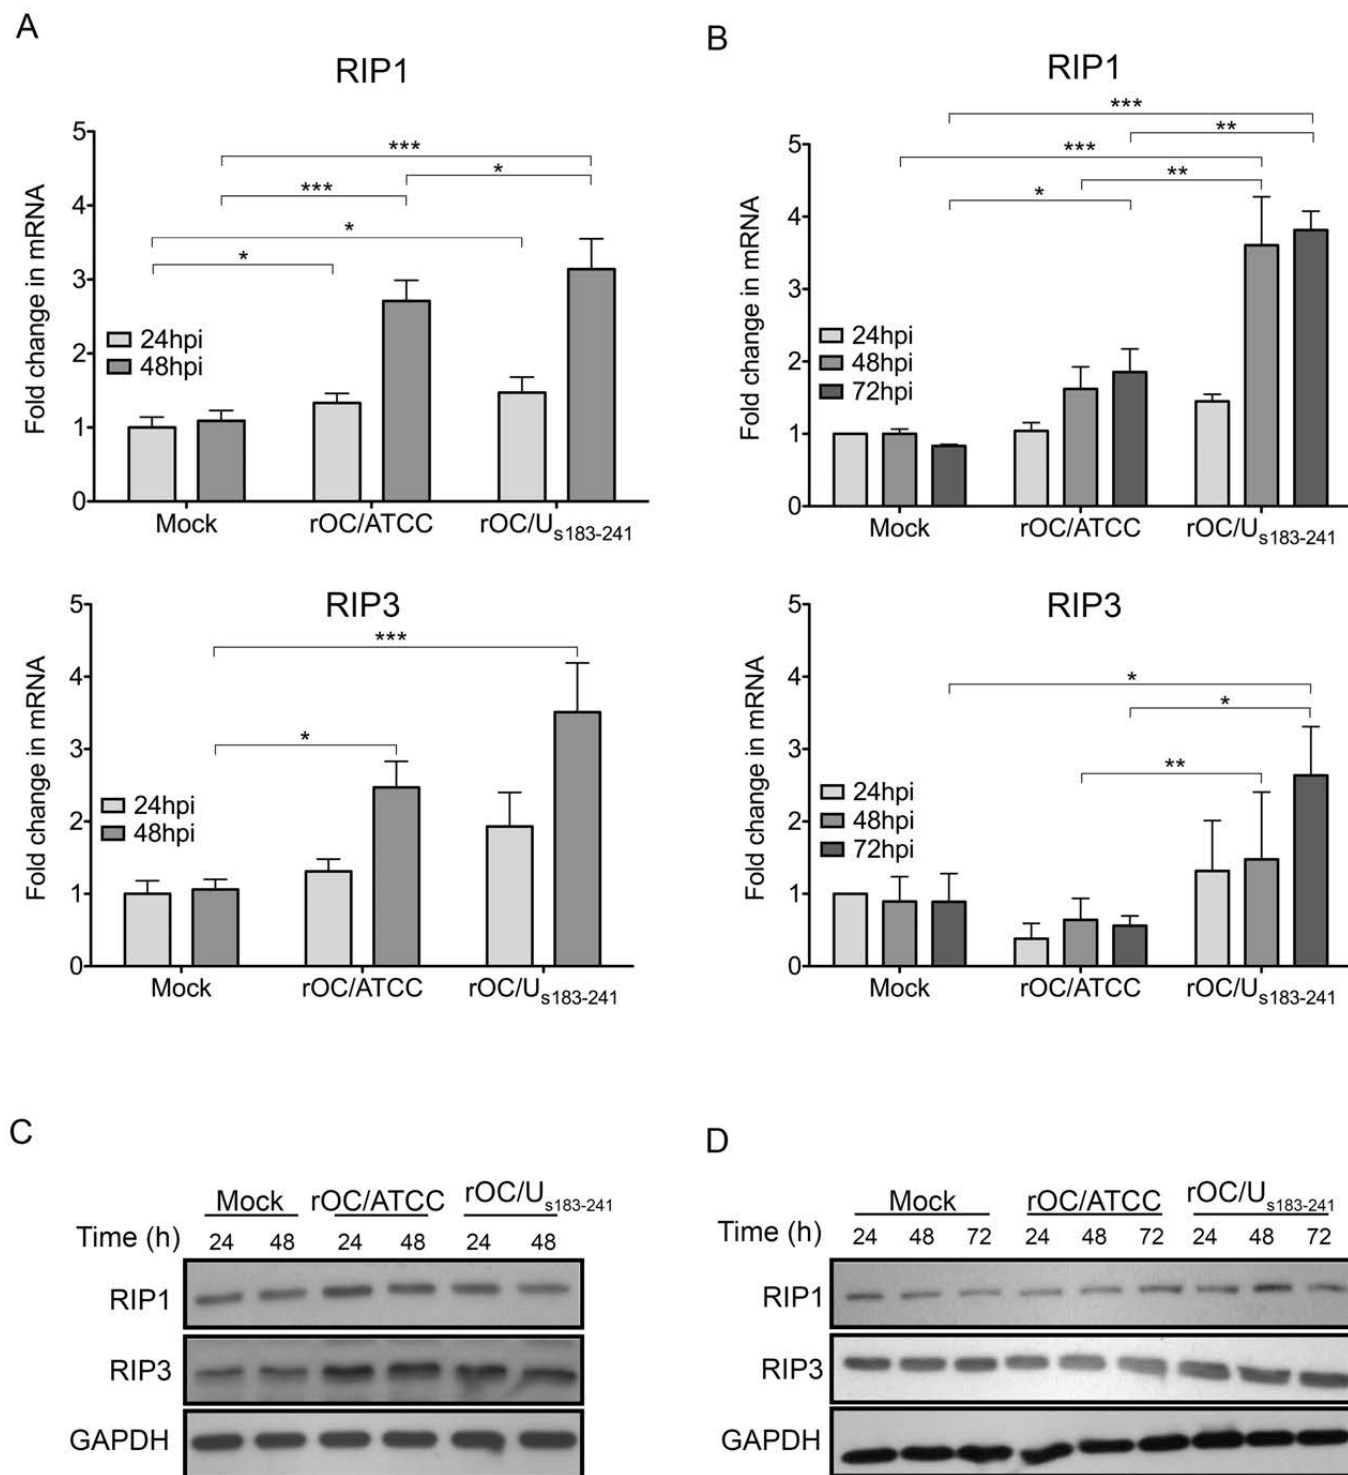 A
RIP1
Fold change in mRNA
5
4
3
2
1
0
***
*
***
*
*
24hpi
48hpi
Mock rOC/ATCC rOC/Us183-241
RIP3
Fold change in mRNA
5
4
3
2
1
0
***
*
24hpi
48hpi
Mock rOC/ATCC rOC/Us183-241
B
RIP1
Fold change in mRNA
5
4
3
2
1
0
***
**
***
**
*
24hpi
48hpi
72hpi
Mock rOC/ATCC rOC/Us183-241
RIP3
Fold change in mRNA
5
4
3
2
1
0
*
*
**
24hpi
48hpi
72hpi
Mock rOC/ATCC rOC/Us183-241
C
Mock rOC/ATCC rOC/Us183-241
Time (h) 24 48 24 48 24 48
RIP1
RIP3
GAPDH
D
Mock rOC/ATCC rOC/Us183-241
Time (h) 24 48 72 24 48 72 24 48 72
RIP1
RIP3
GAPDH